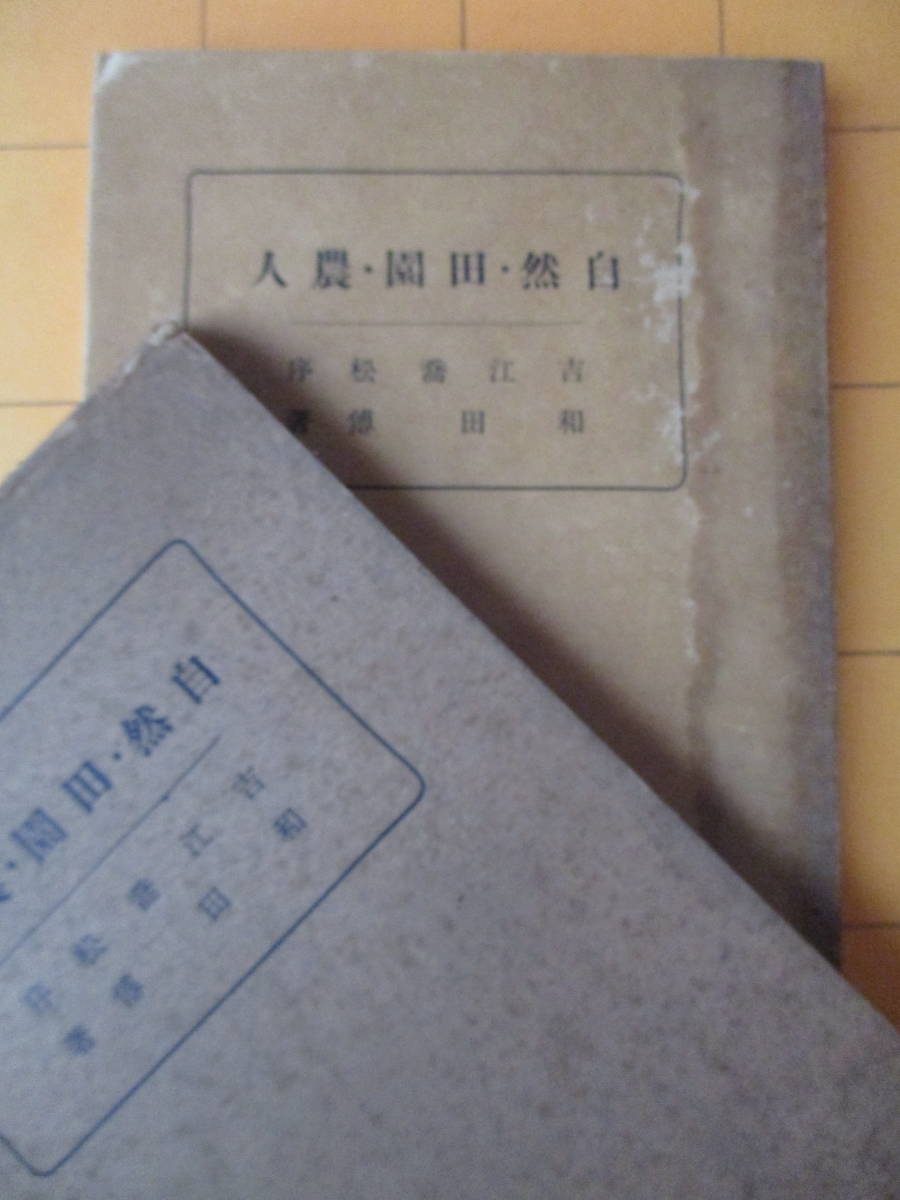 自然・田園・農人
吉江喬松序
和田傳著
自然・田園・
吉江喬松序
和田傳著